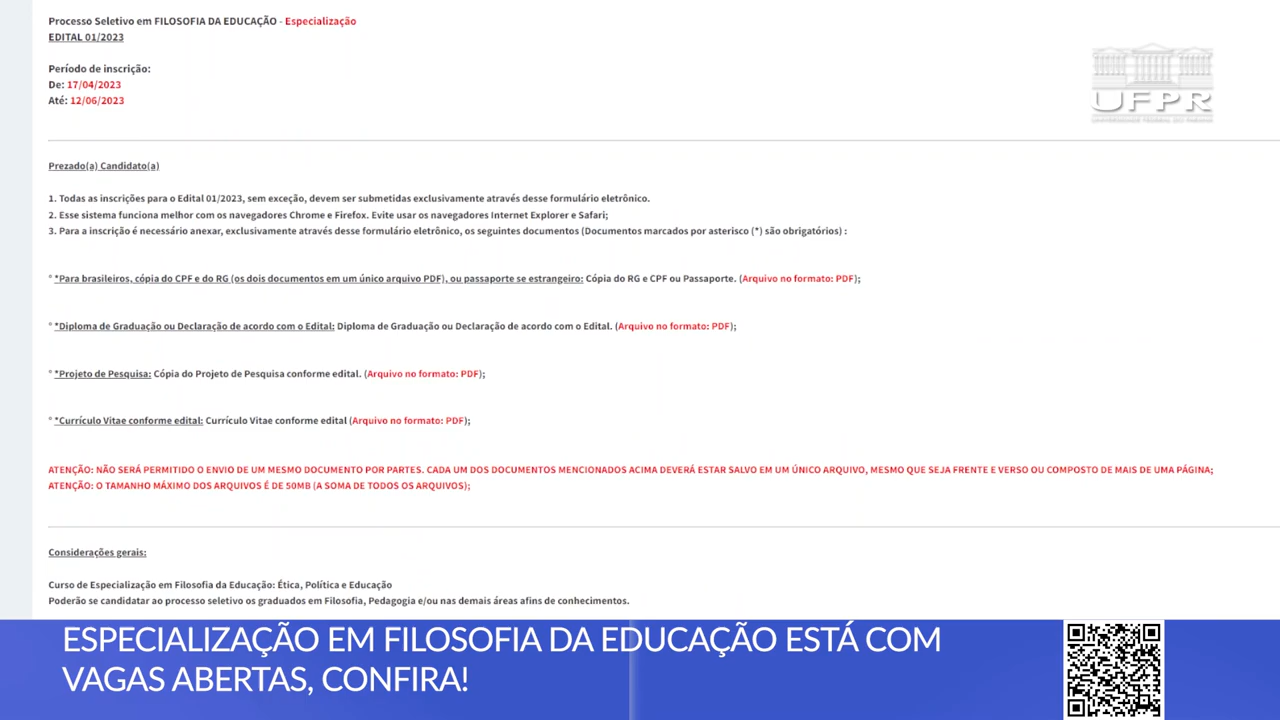 Processo Seletivo em FILOSOFIA DA EDUCAÇÃO - Especialização
EDITAL 01/2023
Período de inscrição:
De: 17/04/2023
Até: 12/06/2023
UFPR
UNIVERSIDADE FEDERAL DO PARANÁ
Prezado(a) Candidato(a)
1. Todas as inscrições para o Edital 01/2023, sem exceção, devem ser submetidas exclusivamente através desse formulário eletrônico.
2. Esse sistema funciona melhor com os navegadores Chrome e Firefox. Evite usar os navegadores Internet Explorer e Safari;
3. Para a inscrição é necessário anexar, exclusivamente através desse formulário eletrônico, os seguintes documentos (Documentos marcados por asterisco (*) são obrigatórios) :
° *Para brasileiros, cópia do CPF e do RG (os dois documentos em um único arquivo PDF), ou passaporte se estrangeiro: Cópia do RG e CPF ou Passaporte. (Arquivo no formato: PDF);
° *Diploma de Graduação ou Declaração de acordo com o Edital: Diploma de Graduação ou Declaração de acordo com o Edital. (Arquivo no formato: PDF);
° *Projeto de Pesquisa: Cópia do Projeto de Pesquisa conforme edital. (Arquivo no formato: PDF);
° *Currículo Vitae conforme edital: Currículo Vitae conforme edital (Arquivo no formato: PDF);
ATENÇÃO: NÃO SERÁ PERMITIDO O ENVIO DE UM MESMO DOCUMENTO POR PARTES. CADA UM DOS DOCUMENTOS MENCIONADOS ACIMA DEVERÁ ESTAR SALVO EM UM ÚNICO ARQUIVO, MESMO QUE SEJA FRENTE E VERSO OU COMPOSTO DE MAIS DE UMA PÁGINA;
ATENÇÃO: O TAMANHO MÁXIMO DOS ARQUIVOS É DE 50MB (A SOMA DE TODOS OS ARQUIVOS);
Considerações gerais:
Curso de Especialização em Filosofia da Educação: Ética, Política e Educação
Poderão se candidatar ao processo seletivo os graduados em Filosofia, Pedagogia e/ou nas demais áreas afins de conhecimentos.
ESPECIALIZAÇÃO EM FILOSOFIA DA EDUCAÇÃO ESTÁ COM
VAGAS ABERTAS, CONFIRA!